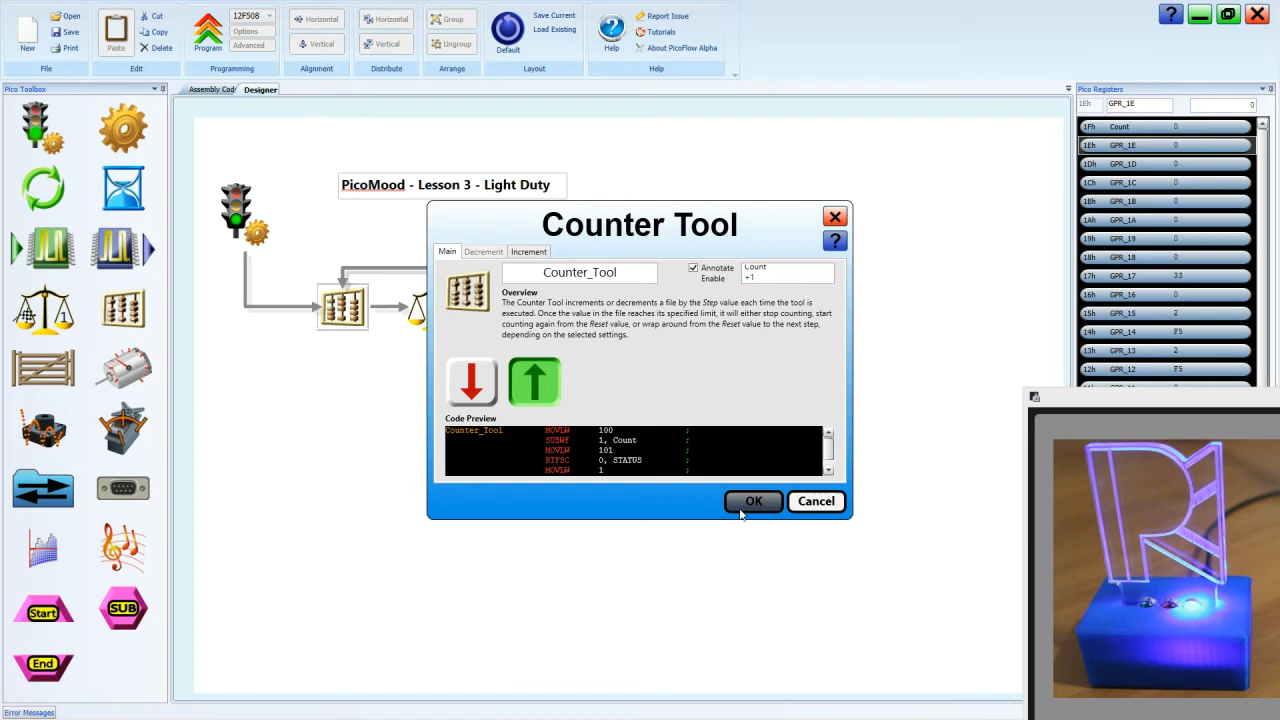 Open
Cut
12F508
Horizontal
Horizontal
Group
Save Current
Report Issue
Save
Copy
Options
Load Existing
Tutorials
New
Print
Paste
Delete
Program
Advanced
Vertical
Vertical
Ungroup
Default
Help
About PicoFlow Alpha
File
Edit
Programming
Alignment
Distribute
Arrange
Layout
Help
Pico Toolbox
Assembly Cod
Designer
Pico Registers
1Eh GPR_1E 0
1Fh Count 0
1Eh GPR_1E 0
1Dh GPR_1D 0
1Ch GPR_1C 0
1Bh GPR_1B 0
1Ah GPR_1A 0
19h GPR_19 0
18h GPR_18 0
17h GPR_17 33
16h GPR_16 0
15h GPR_15 2
14h GPR_14 F5
13h GPR_13 2
12h GPR_12 F5
PicoMood - Lesson 3 - Light Duty
Counter Tool
Main Decrement Increment
Counter_Tool
Annotate Enable
Count
+1
Overview
The Counter Tool increments or decrements a file by the Step value each time the tool is
executed. Once the value in the file reaches its specified limit, it will either stop counting, start
counting again from the Reset value, or wrap around from the Reset value to the next step,
depending on the selected settings.
Code Preview
Counter_Tool MOVLW 100 ;
SUBWF 1, Count ;
MOVLW 101 ;
BTFSC 0, STATUS ;
MOVLW 1 ;
OK
Cancel
Start
SUB
End
Error Messages